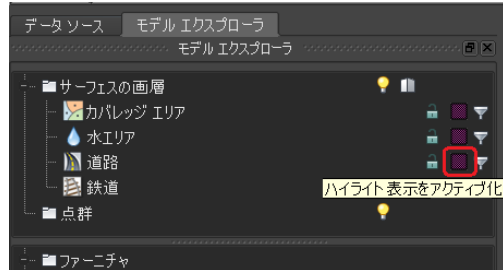 データソース モデル エクスプローラ
モデル エクスプローラ
サーフェスの画層
カバレッジ エリア
水エリア
道路
鉄道
ハイライト 表示をアクティブ化
点群
ファーニチャ